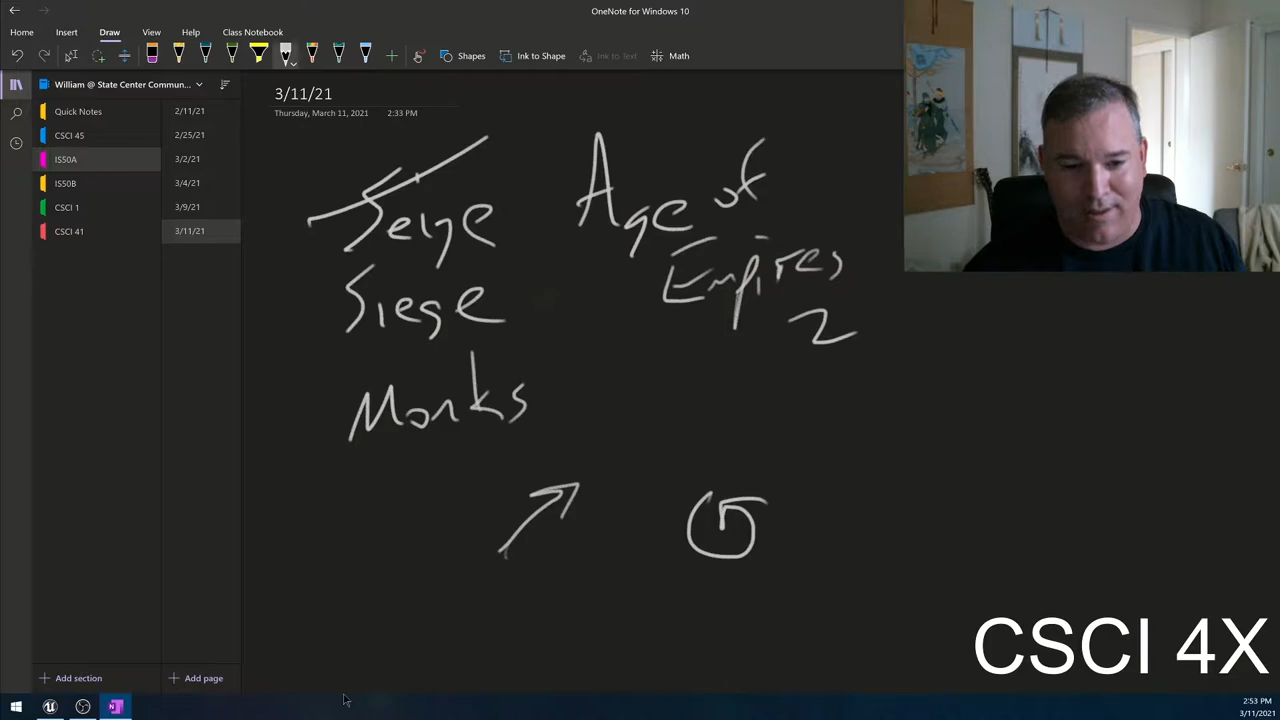 OneNote for Windows 10
Home Insert Draw View Help Class Notebook
Shapes Ink to Shape Ink to Text Math
William @ State Center Commun...
Quick Notes
CSCI 45
IS50A
IS50B
CSCI 1
CSCI 41
Add section
2/11/21
2/25/21
3/2/21
3/4/21
3/9/21
3/11/21
Add page
3/11/21
Thursday, March 11, 2021 2:33 PM
Seige
Siege
Monks
Age of
Empires
2
CSCI 4X
2:53 PM
3/11/2021